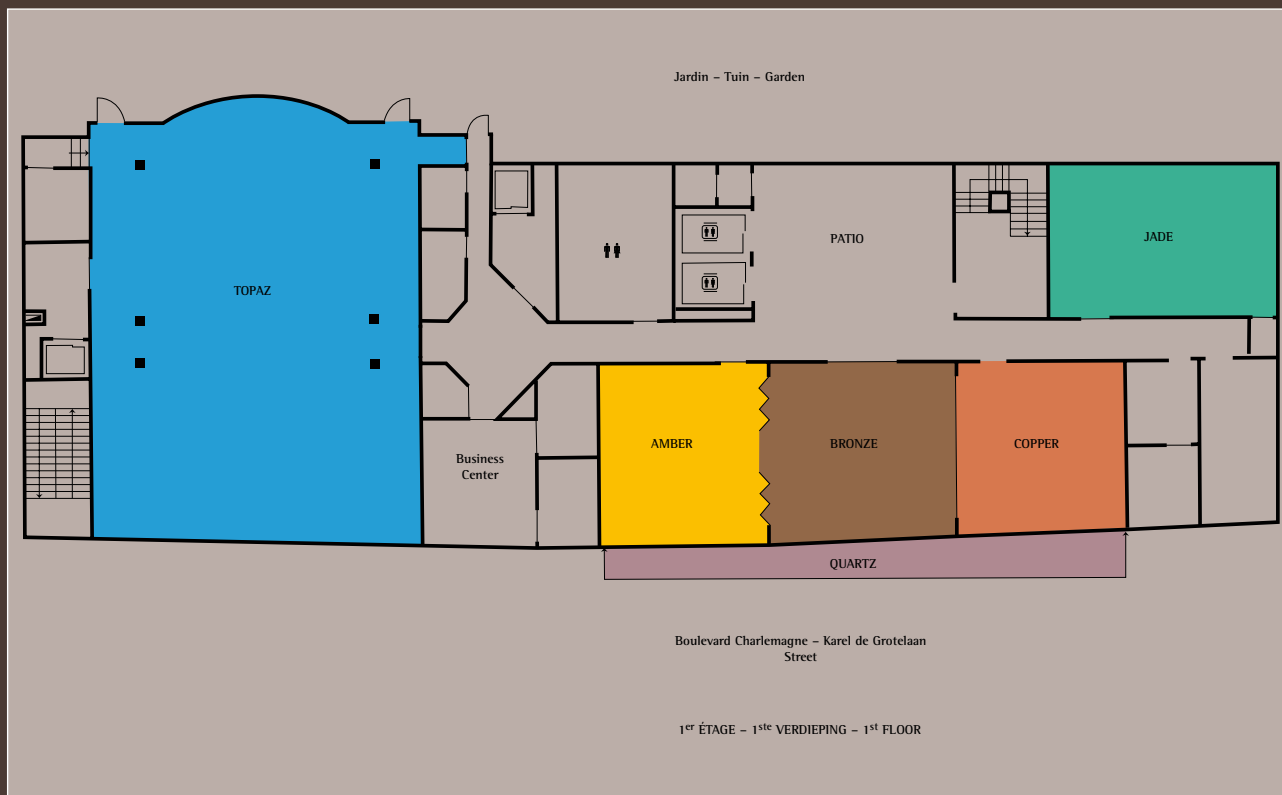 Jardin – Tuin – Garden
TOPAZ
PATIO
JADE
AMBER
BRONZE
COPPER
Business
Center
QUARTZ
Boulevard Charlemagne – Karel de Grotelaan
Street
1er ÉTAGE – 1ste VERDIEPING – 1st FLOOR